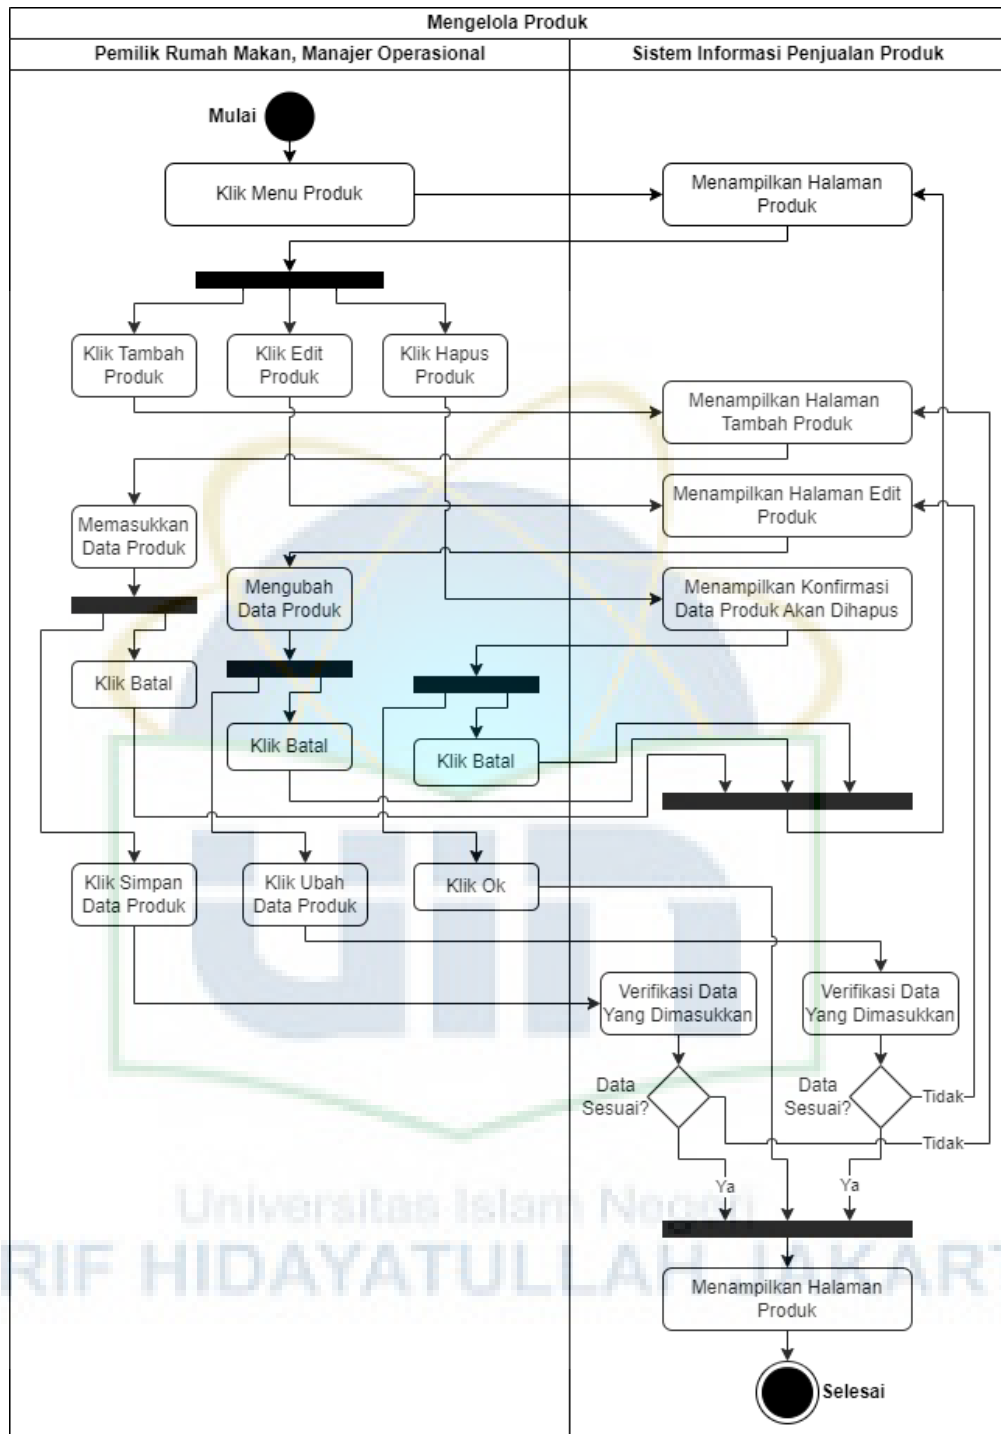 Mengelola Produk
Pemilik Rumah Makan, Manajer Operasional
Sistem Informasi Penjualan Produk
Mulai
Klik Menu Produk
Menampilkan Halaman
Produk
Klik Tambah
Produk
Klik Edit
Produk
Klik Hapus
Produk
Menampilkan Halaman
Tambah Produk
Menampilkan Halaman Edit
Produk
Memasukkan
Data Produk
Mengubah
Data Produk
Menampilkan Konfirmasi
Data Produk Akan Dihapus
Klik Batal
Klik Batal
Klik Batal
Klik Simpan
Data Produk
Klik Ubah
Data Produk
Klik Ok
Verifikasi Data
Yang Dimasukkan
Verifikasi Data
Yang Dimasukkan
Data
Sesuai?
Data
Sesuai?
Tidak
Tidak
Ya
Ya
Universitas Islam Negeri
RIF HIDAYATULLAH JAKART
Menampilkan Halaman
Produk
Selesai